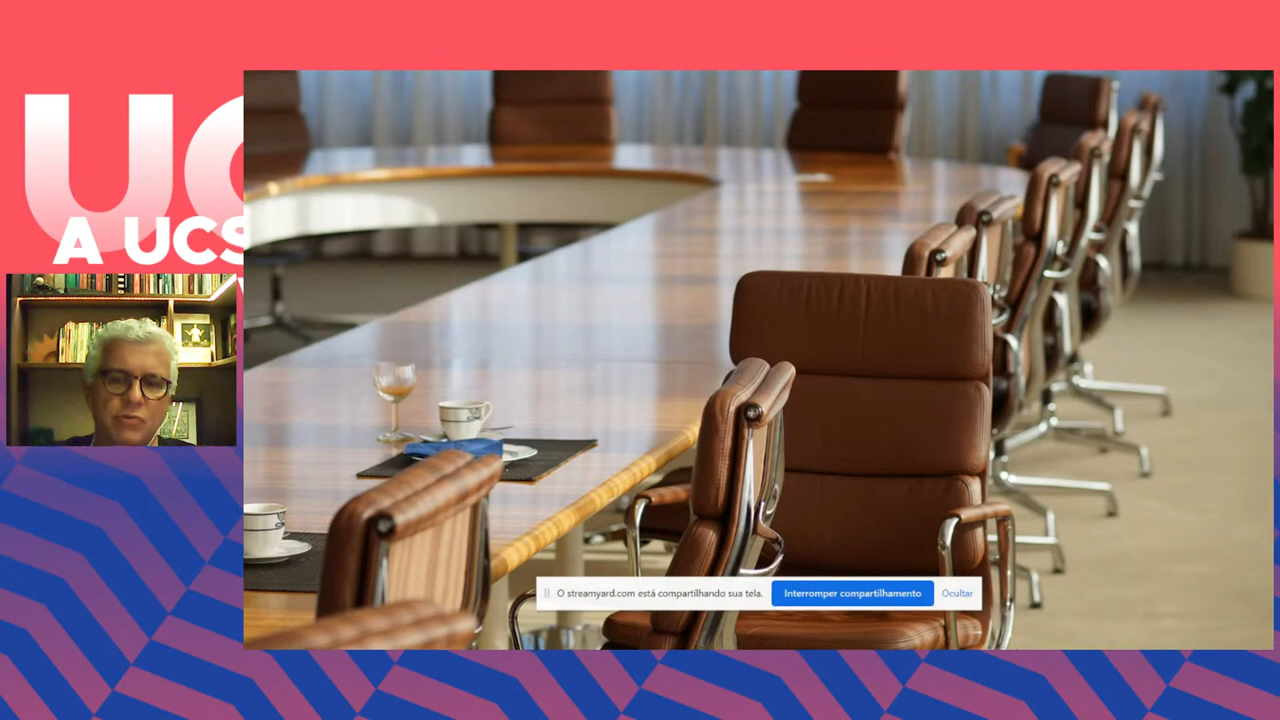 UC
A UCS
O streamyard.com está compartilhando sua tela.
Interromper compartilhamento
Ocultar